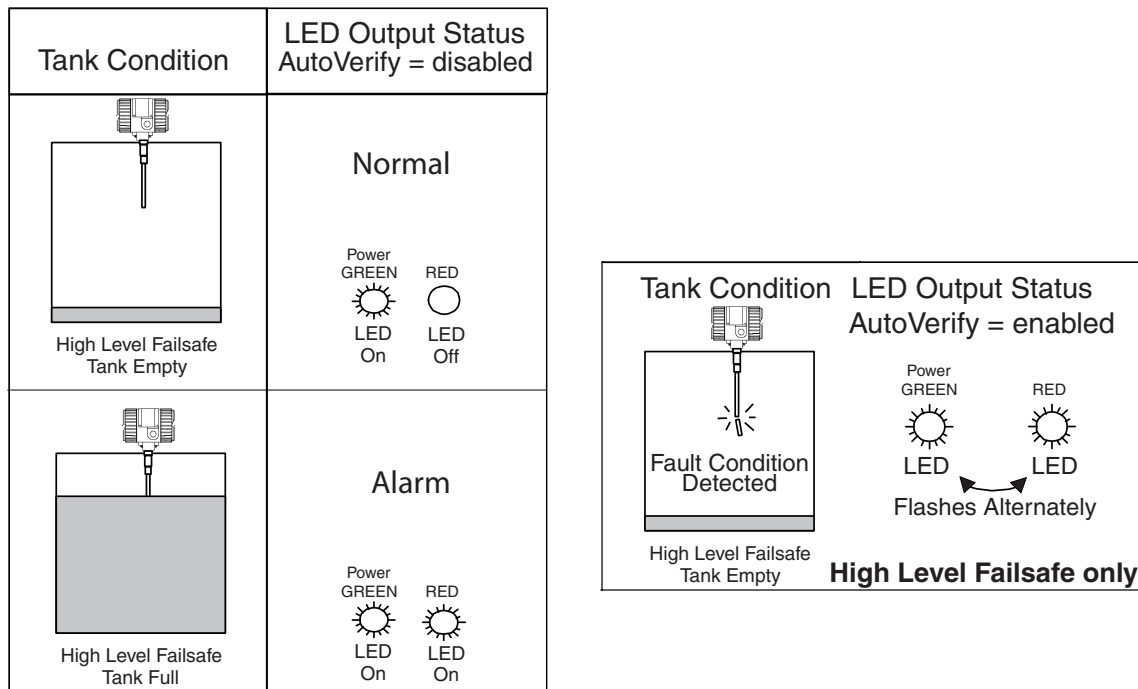 Tank Condition
LED Output Status
AutoVerify = disabled
High Level Failsafe
Tank Empty
Normal
Power
GREEN RED
LED LED
On Off
High Level Failsafe
Tank Full
Alarm
Power
GREEN RED
LED LED
On On
Tank Condition LED Output Status
AutoVerify = enabled
Fault Condition
Detected
High Level Failsafe
Tank Empty
Power
GREEN RED
LED LED
Flashes Alternately
High Level Failsafe only